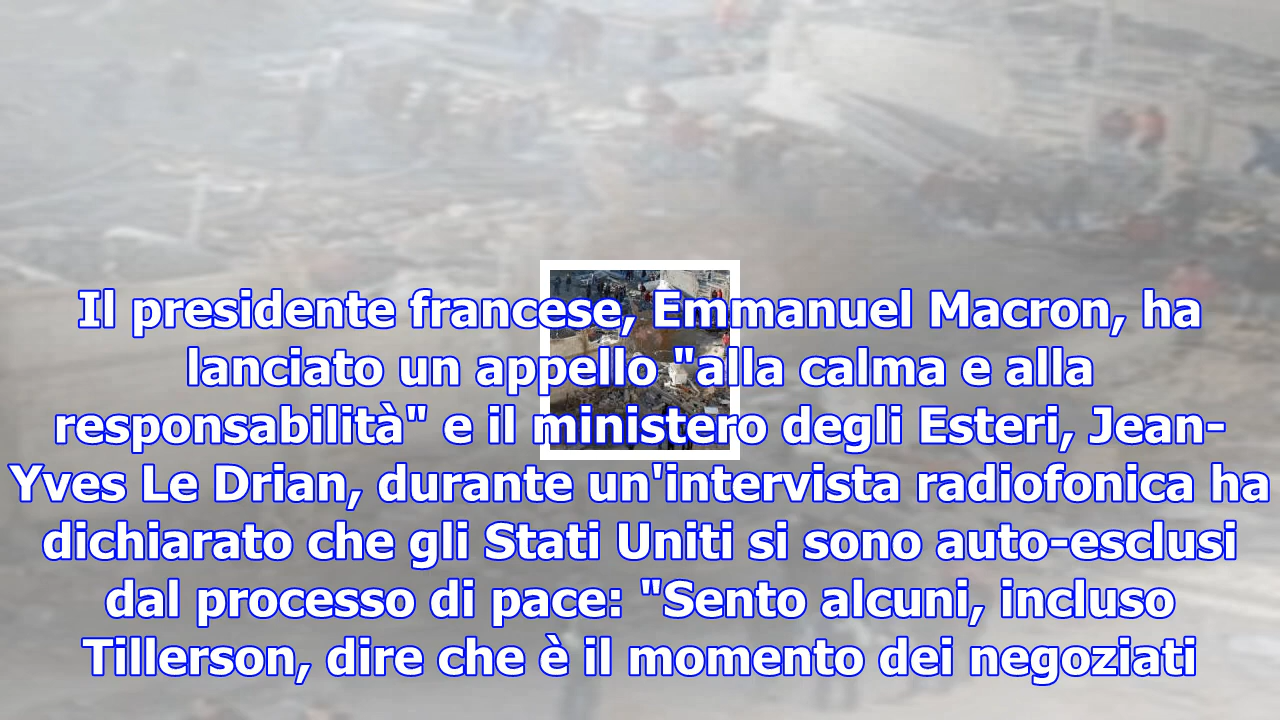 Il presidente francese, Emmanuel Macron, ha
lanciato un appello "alla calma e alla
responsabilità" e il ministero degli Esteri, Jean-
Yves Le Drian, durante un'intervista radiofonica ha
dichiarato che gli Stati Uniti si sono auto-esclusi
dal processo di pace: "Sento alcuni, incluso
Tillerson, dire che è il momento dei negoziati